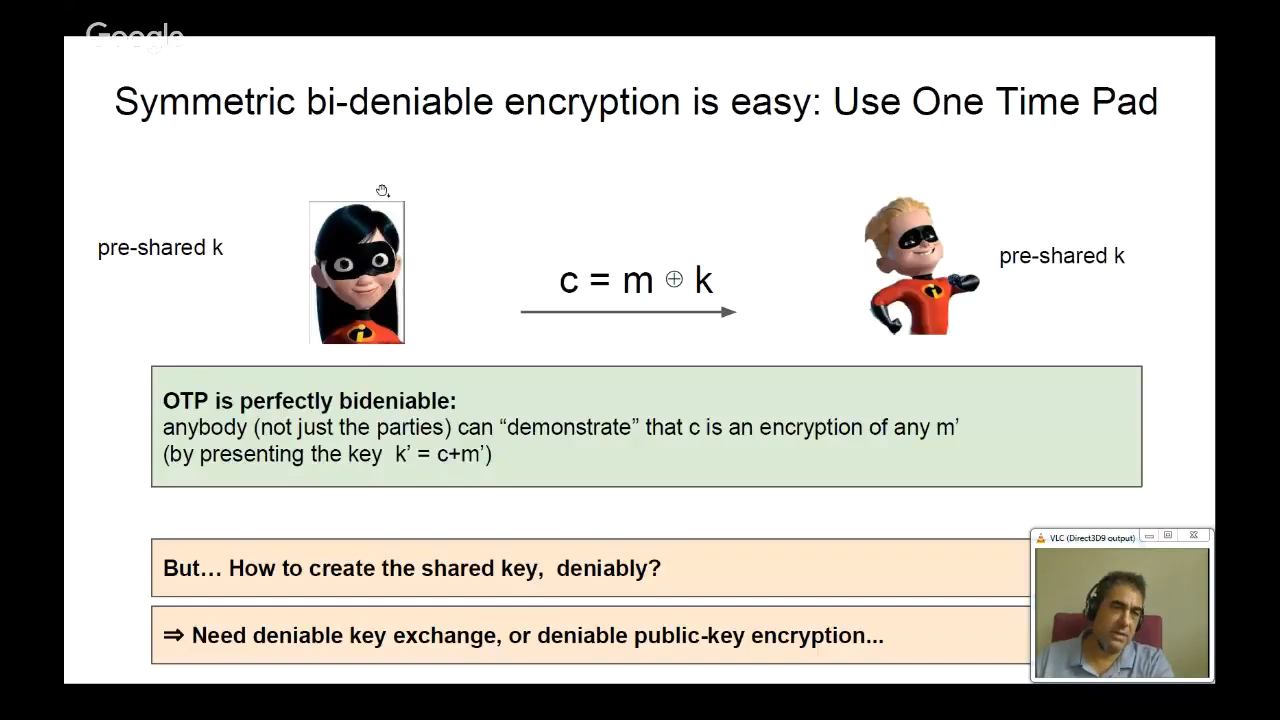 Google
Symmetric bi-deniable encryption is easy: Use One Time Pad
pre-shared k
c = m ⊕ k
pre-shared k
OTP is perfectly bideniable:
anybody (not just the parties) can “demonstrate” that c is an encryption of any m’
(by presenting the key k’ = c+m’)
But… How to create the shared key, deniably?
⇒ Need deniable key exchange, or deniable public-key encryption...
VLC (Direct3D9 output)